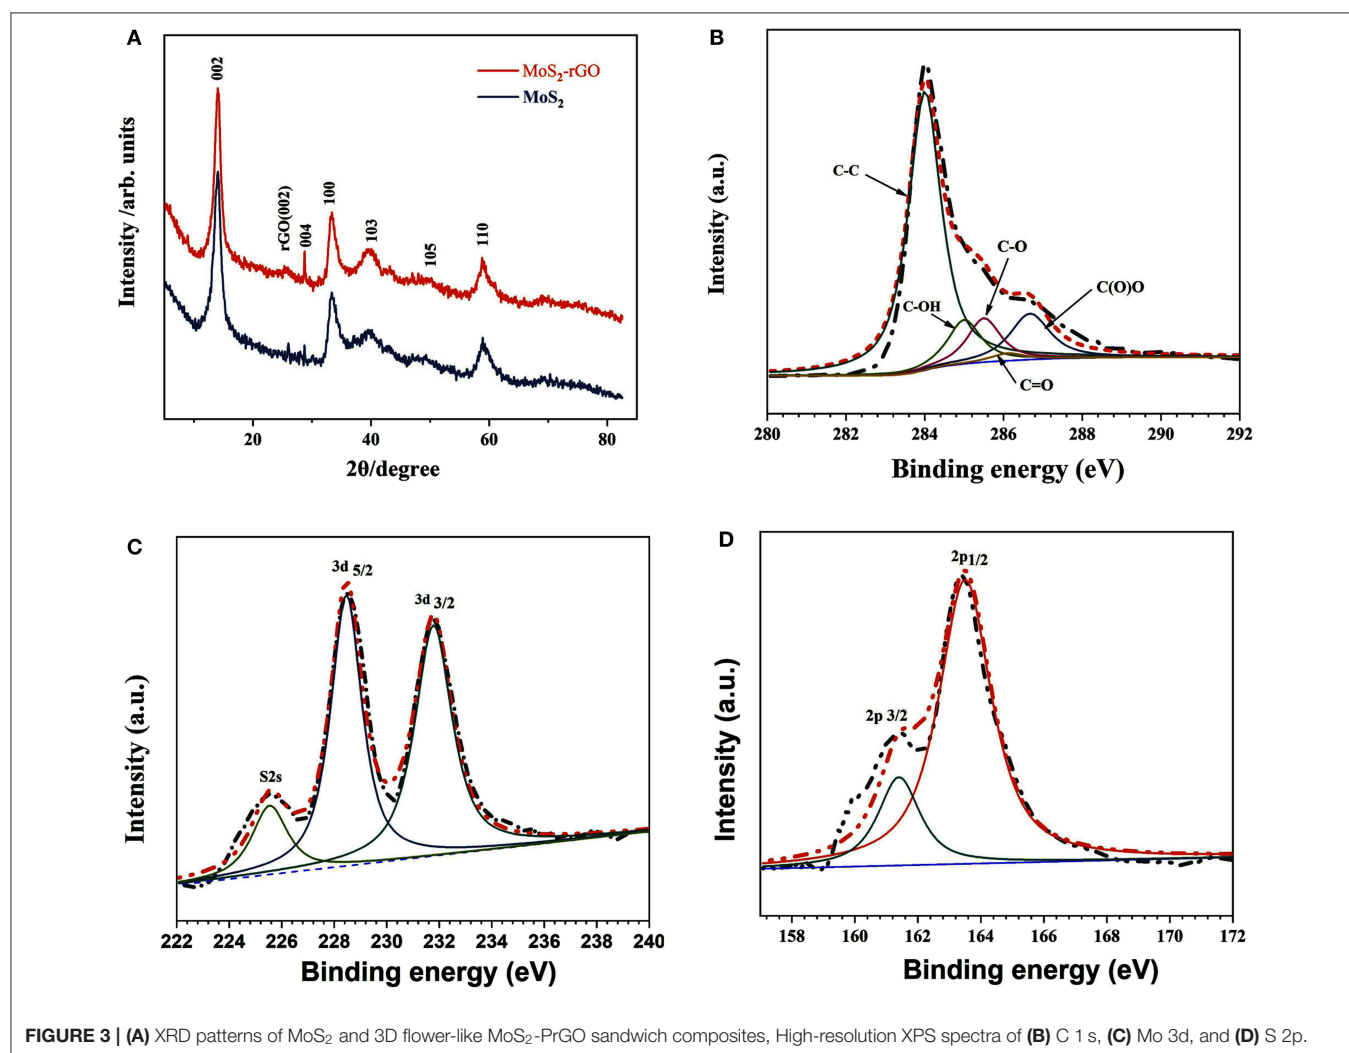 A
002
MoS₂-rGO
MoS₂
rGO(002)
004
100
103
105
110
Intensity /arb. units
20 40 60 80
2θ/degree
B
C-C
C-O
C-OH
C(O)O
C=O
Intensity (a.u.)
280 282 284 286 288 290 292
Binding energy (eV)
C
3d 5/2
3d 3/2
S2s
Intensity (a.u.)
222 224 226 228 230 232 234 236 238 240
Binding energy (eV)
D
2p1/2
2p 3/2
Intensity (a.u.)
158 160 162 164 166 168 170 172
Binding energy (eV)
FIGURE 3 | (A) XRD patterns of MoS₂ and 3D flower-like MoS₂-PrGO sandwich composites, High-resolution XPS spectra of (B) C 1 s, (C) Mo 3d, and (D) S 2p.